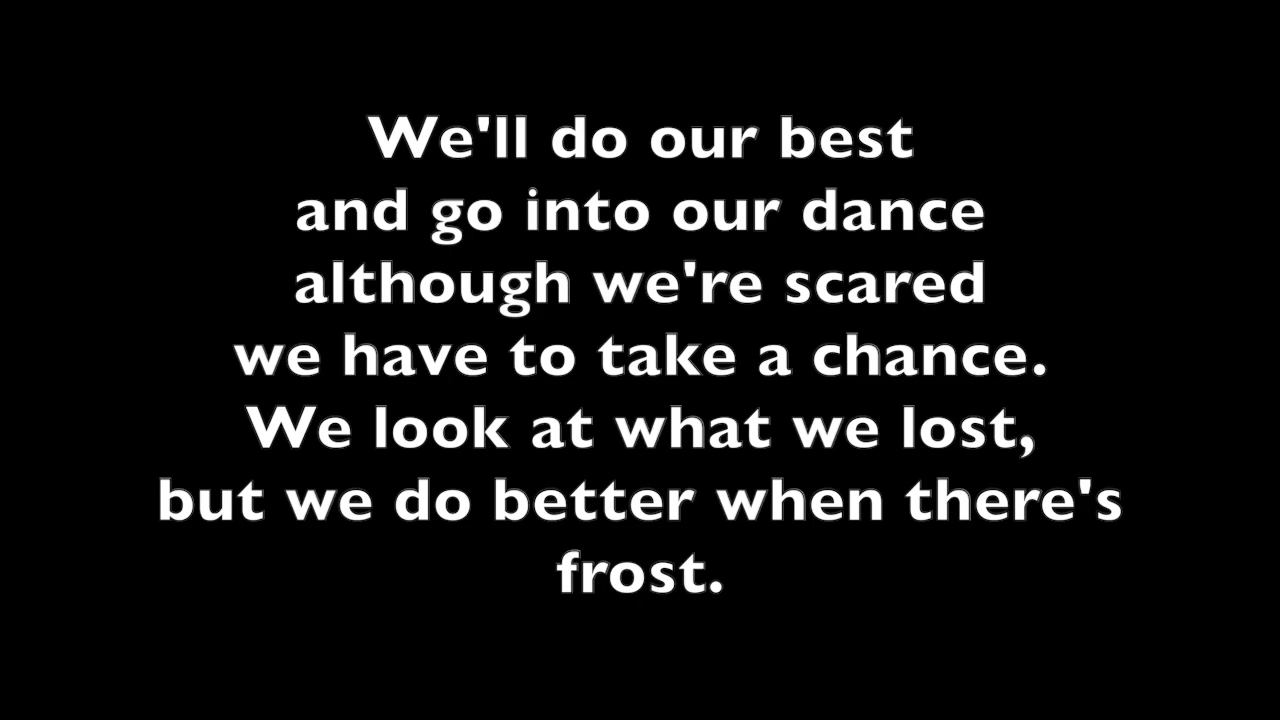 We'll do our best
and go into our dance
although we're scared
we have to take a chance.
We look at what we lost,
but we do better when there's
frost.